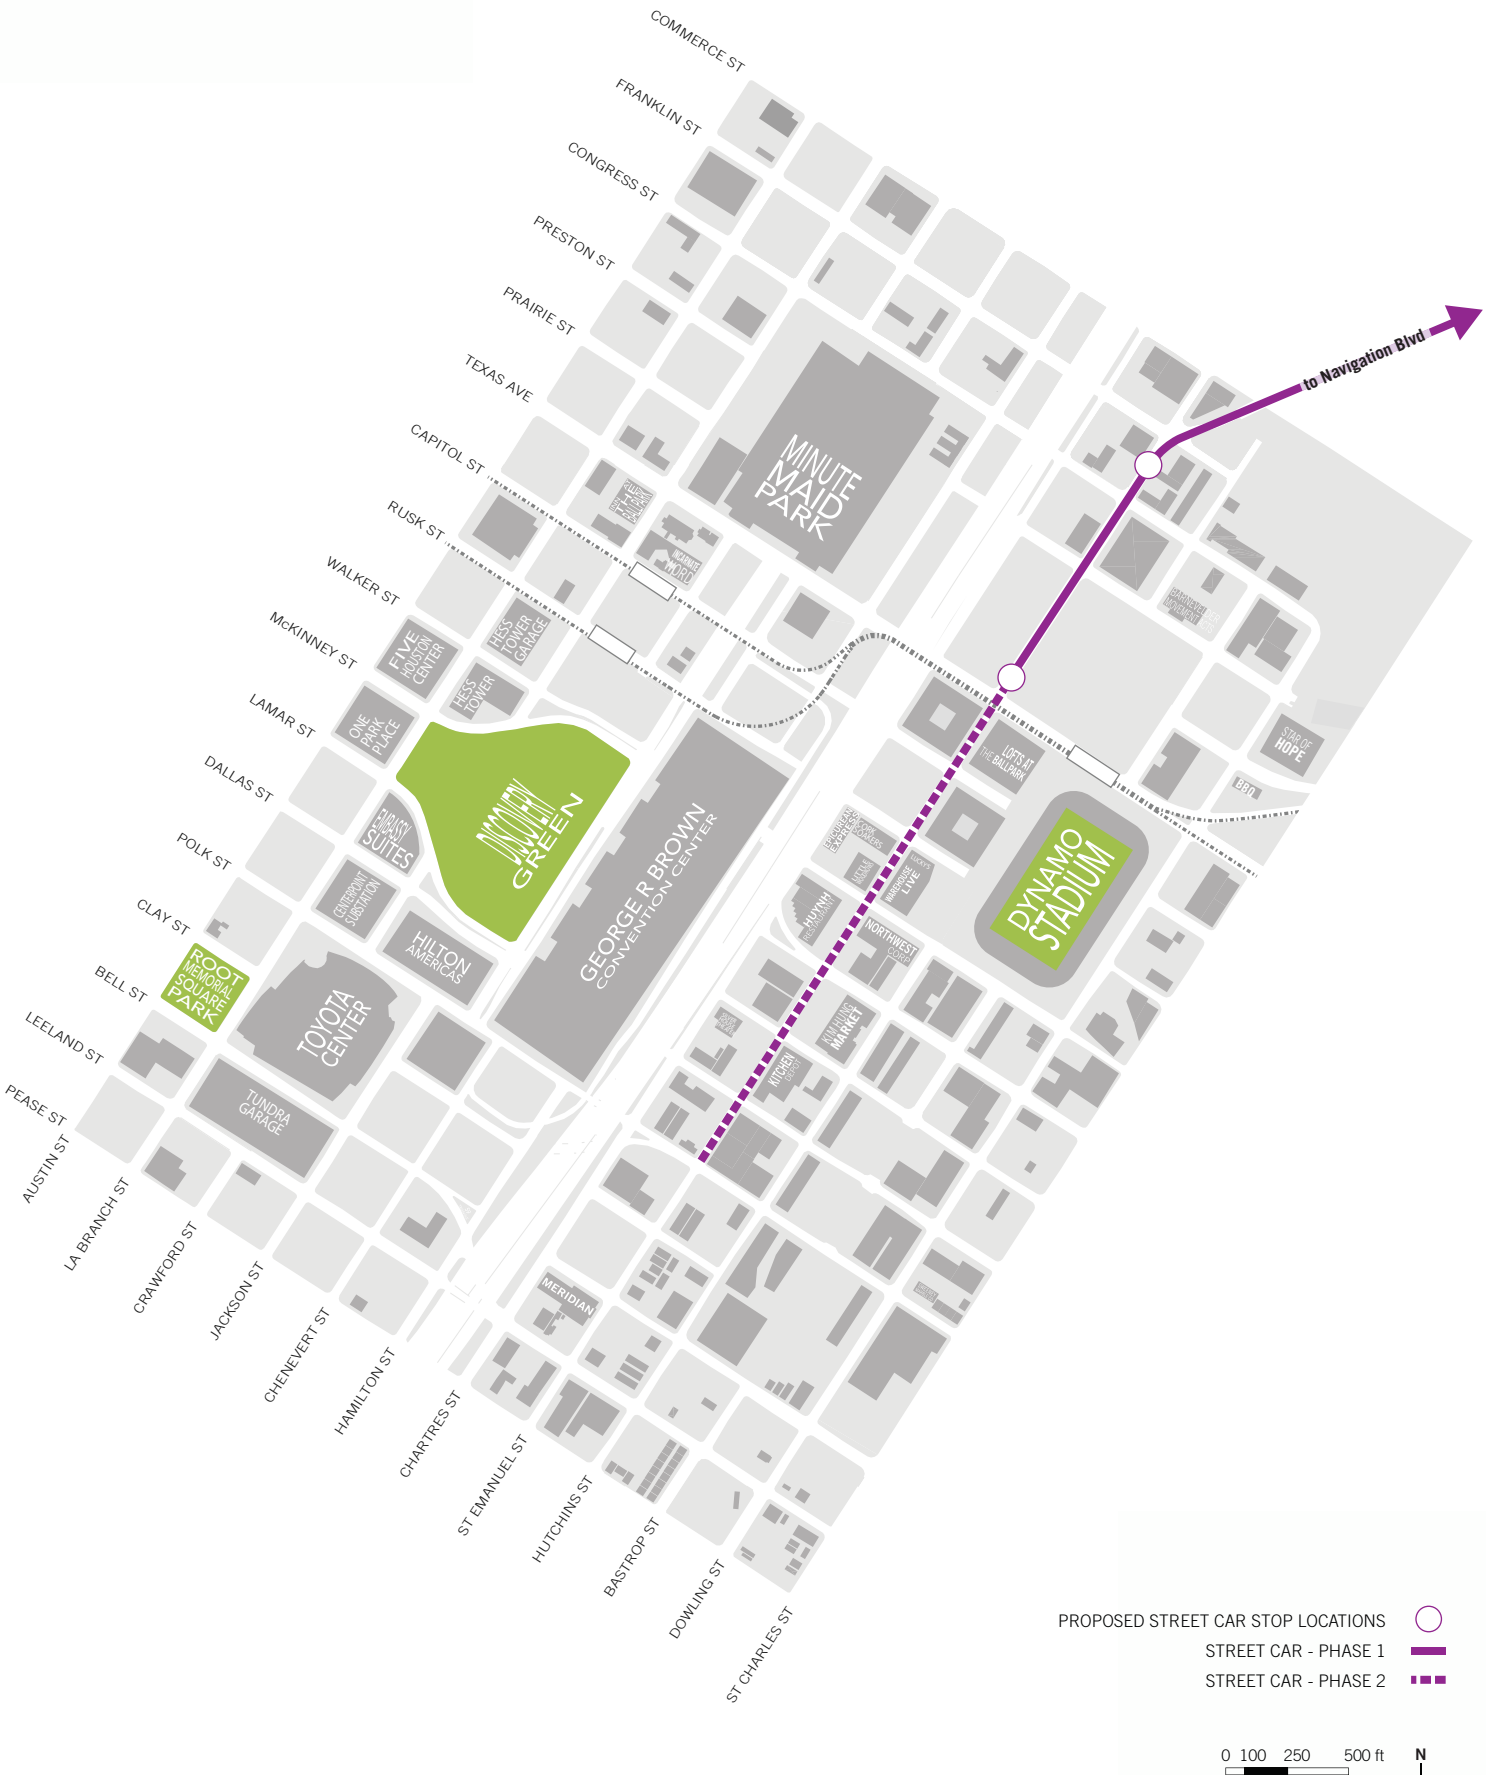 COMMERCE ST
FRANKLIN ST
CONGRESS ST
PRESTON ST
PRAIRIE ST
TEXAS AVE
CAPITOL ST
RUSK ST
WALKER ST
McKINNEY ST
LAMAR ST
DALLAS ST
POLK ST
CLAY ST
BELL ST
LEELAND ST
PEASE ST
AUSTIN ST
LA BRANCH ST
CRAWFORD ST
JACKSON ST
CHENEVERT ST
HAMILTON ST
CHARTRES ST
ST EMANUEL ST
HUTCHINS ST
BASTROP ST
DOWLING ST
ST CHARLES ST
to Navigation Blvd
MINUTE
MAID
PARK
INCARNATE
WORD
HESS
TOWER
GARAGE
FIVE
HOUSTON
CENTER
HESS
TOWER
ONE
PARK
PLACE
DISCOVERY
GREEN
EMBASSY
SUITES
CENTERPOINT
SUBSTATION
HILTON
AMERICAS
GEORGE R BROWN
CONVENTION CENTER
ROOT
MEMORIAL
SQUARE
PARK
TOYOTA
CENTER
TUNDRA
GARAGE
STAR OF
HOPE
BBQ
LOFTS AT
THE BALLPARK
DYNAMO
STADIUM
EXPRESS
LUCKY'S
WAREHOUSE
LIVE
HUYNH
RESTAURANT
NORTHWEST
CORP
KIM HUNG
MARKET
KITCHEN
DEPOT
MERIDIAN
PROPOSED STREET CAR STOP LOCATIONS
STREET CAR - PHASE 1
STREET CAR - PHASE 2
0 100 250 500 ft
N